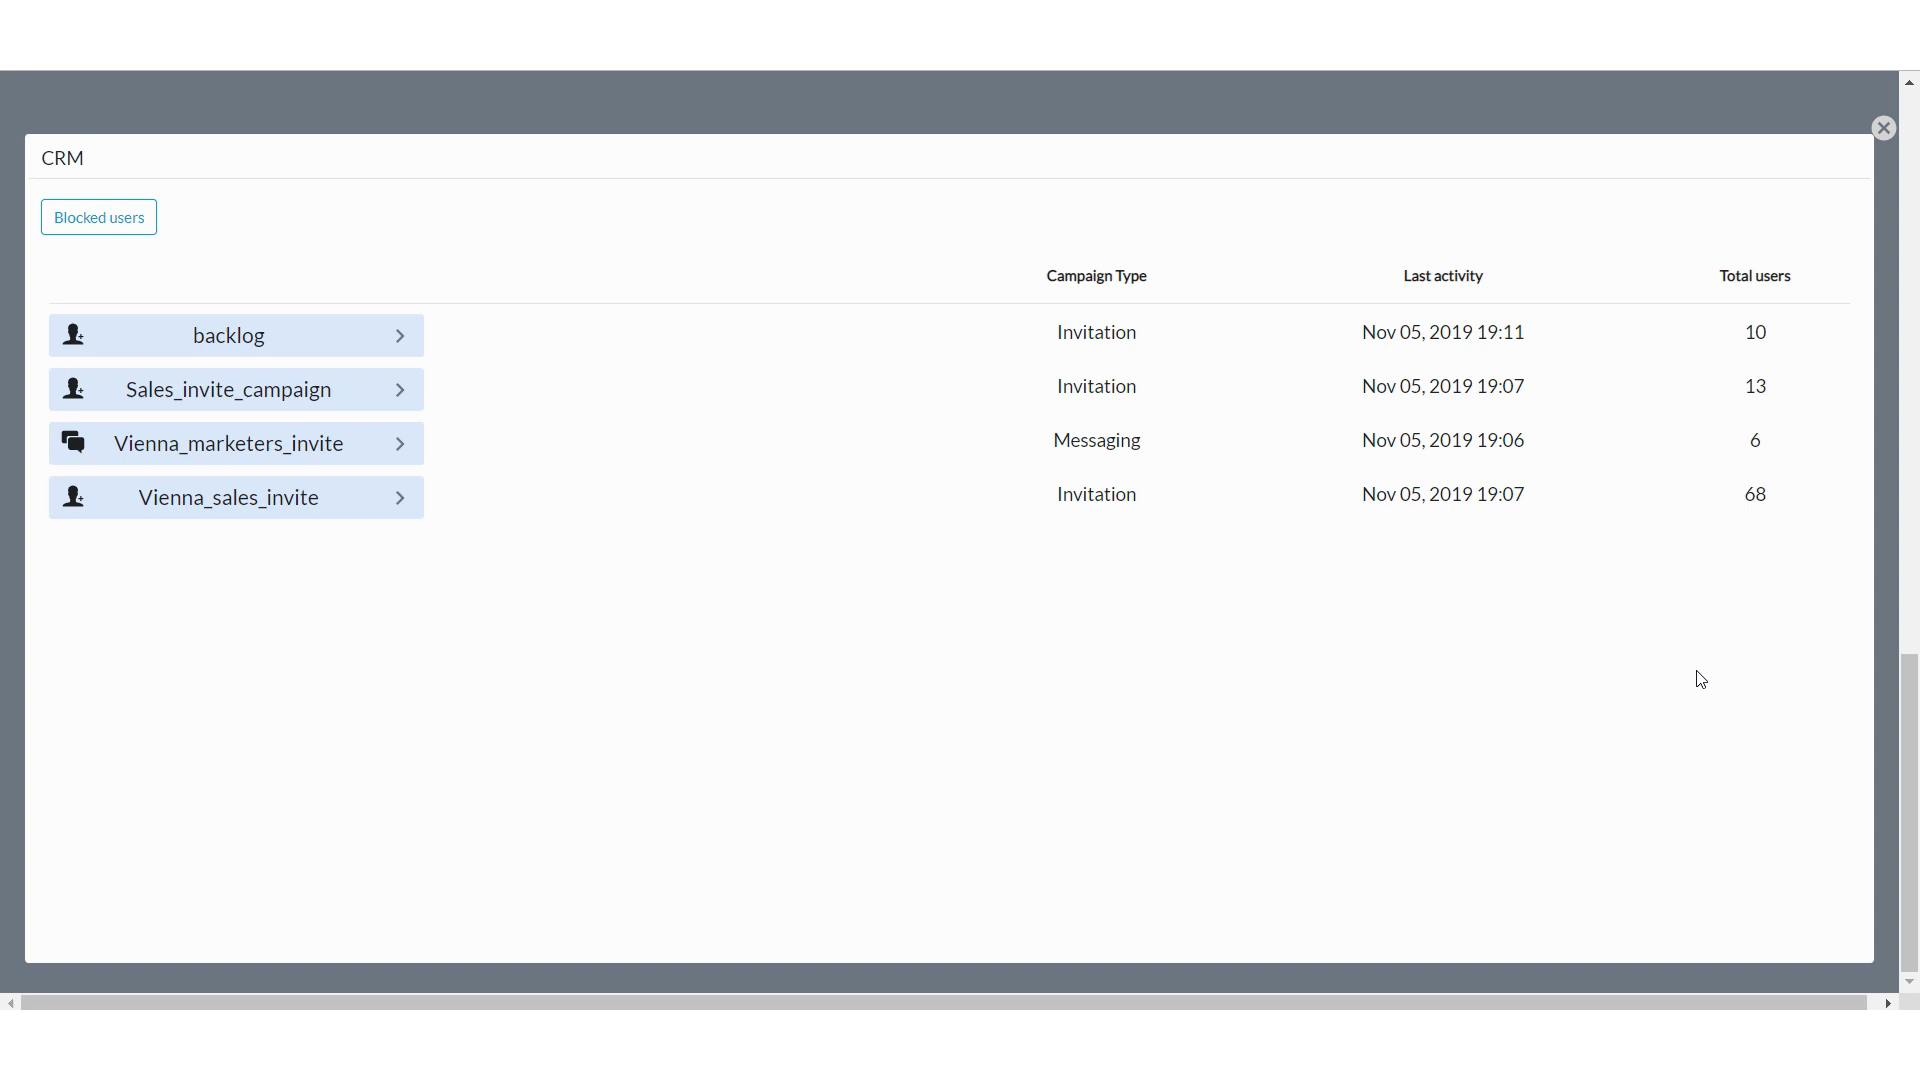 CRM
Blocked users
Campaign Type Last activity Total users
backlog Invitation Nov 05, 2019 19:11 10
Sales_invite_campaign Invitation Nov 05, 2019 19:07 13
Vienna_marketers_invite Messaging Nov 05, 2019 19:06 6
Vienna_sales_invite Invitation Nov 05, 2019 19:07 68